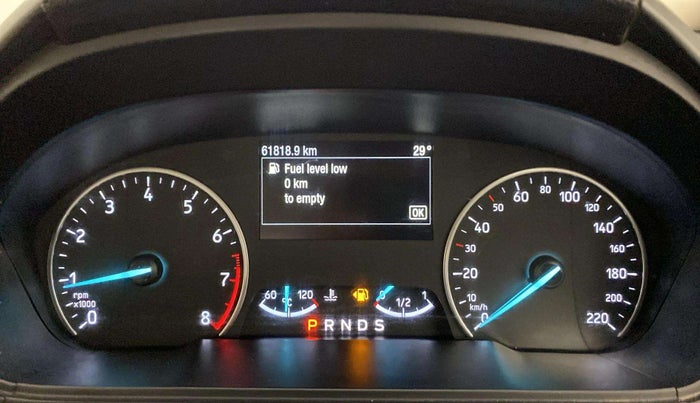 61818.9 km 29°
Fuel level low
0 km
to empty
OK
0 1 2 3 4 5 6 7 8
rpm
x1000
60 °C 120
0 1/2 1
P R N D S
0 10 20 30 40 50 60 80 100 120 140 160 180 200 220
km/h